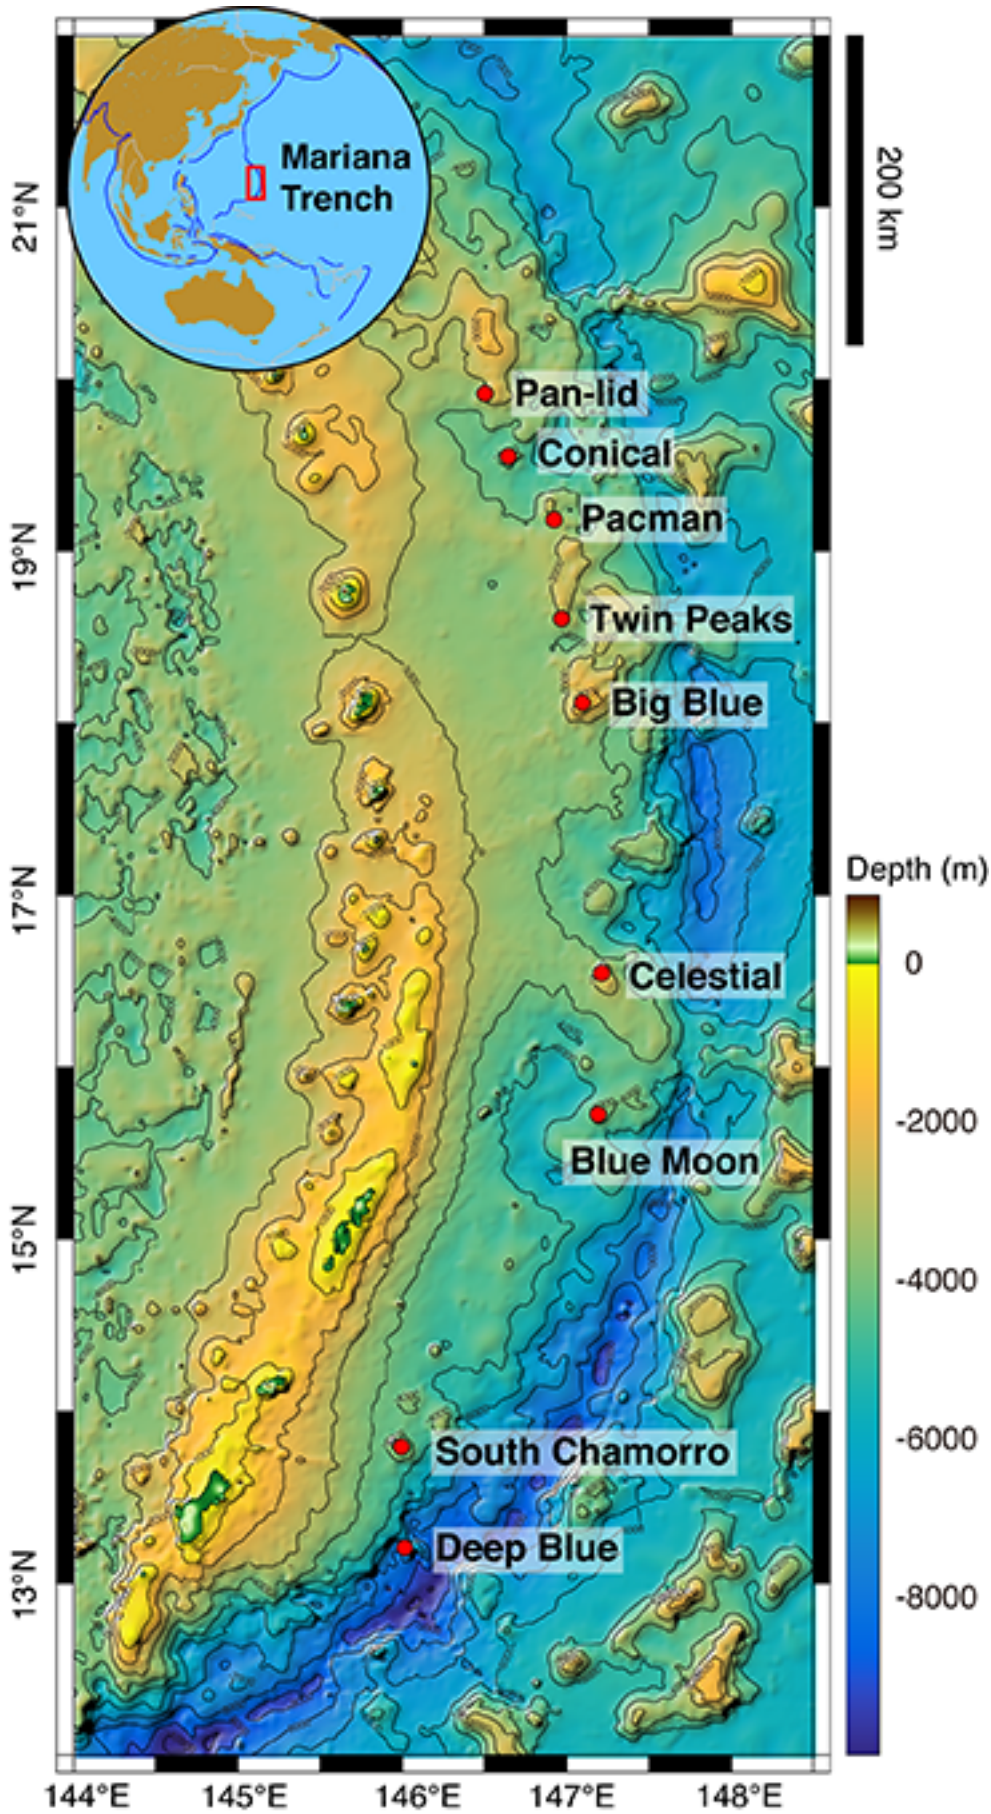 Mariana
Trench
200 km
21°N
Pan-lid
Conical
Pacman
19°N
Twin Peaks
Big Blue
17°N
Depth (m)
0
Celestial
-2000
Blue Moon
15°N
-4000
-6000
South Chamorro
Deep Blue
13°N
-8000
144°E
145°E
146°E
147°E
148°E